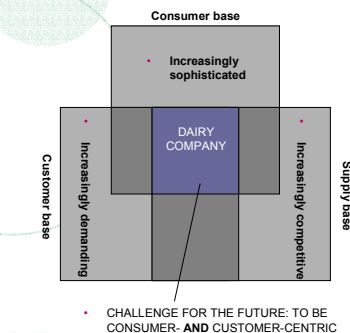 Consumer base
• Increasingly
sophisticated
DAIRY
COMPANY
Customer base
• Increasingly demanding
• Increasingly competitive
Supply base
• CHALLENGE FOR THE FUTURE: TO BE
CONSUMER- AND CUSTOMER-CENTRIC